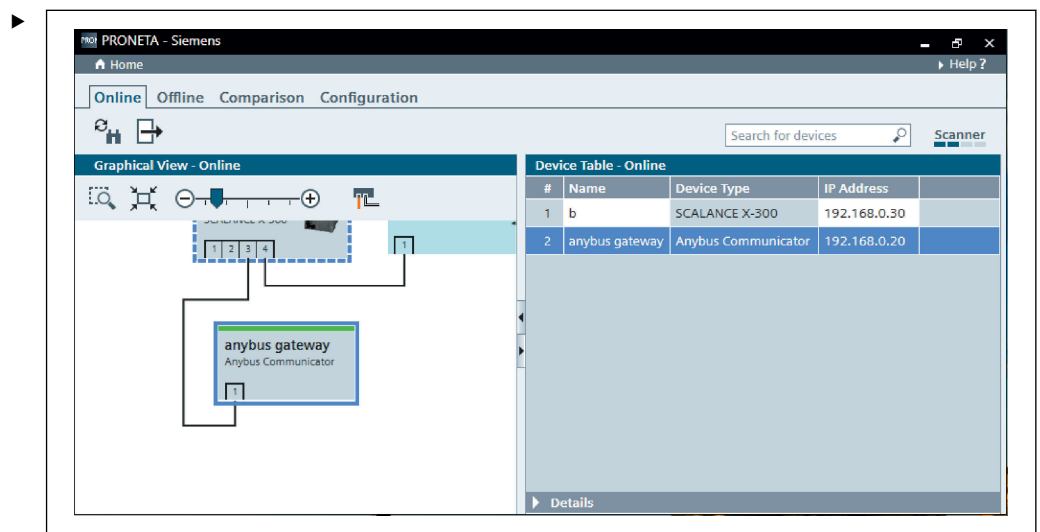 PRONETA - Siemens
Home
Help ?
Online Offline Comparison Configuration
Search for devices
Scanner
Graphical View - Online
Device Table - Online
# Name Device Type IP Address
1 b SCALANCE X-300 192.168.0.30
2 anybus gateway Anybus Communicator 192.168.0.20
SCALANCE X-300
1 2 3 4
1
anybus gateway
Anybus Communicator
1
Details